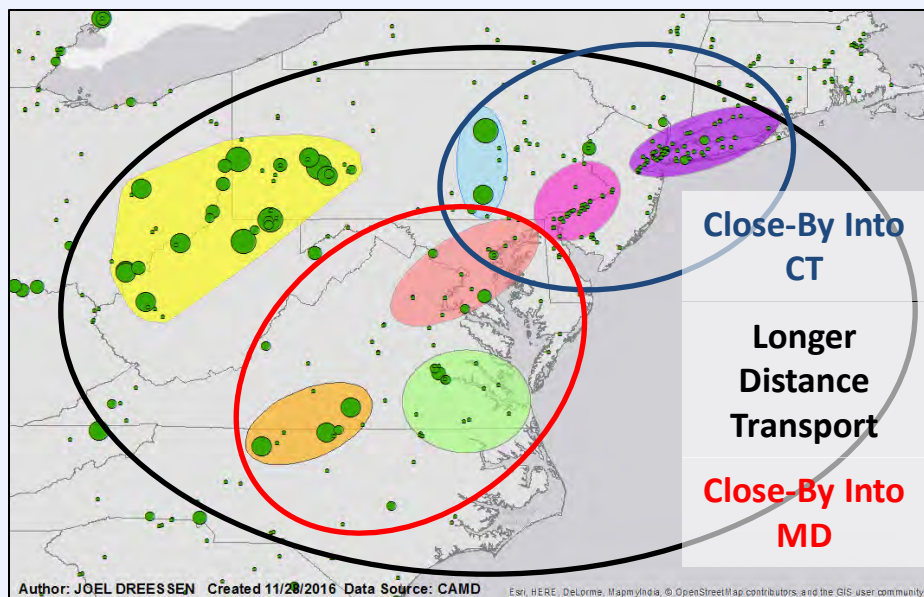 Close-By Into
CT
Longer
Distance
Transport
Close-By Into
MD
Author: JOEL DREESSEN Created 11/28/2016 Data Source: CAMD
Esri, HERE, DeLorme, MapmyIndia, © OpenStreetMap contributors, and the GIS user community